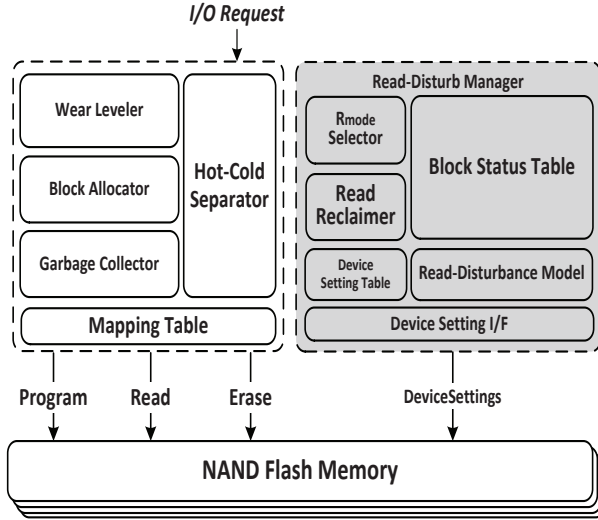 I/O Request
Wear Leveler
Block Allocator
Garbage Collector
Hot-Cold
Separator
Mapping Table
Read-Disturb Manager
Rmode
Selector
Read
Reclaimer
Device
Setting Table
Block Status Table
Read-Disturbance Model
Device Setting I/F
Program
Read
Erase
DeviceSettings
NAND Flash Memory